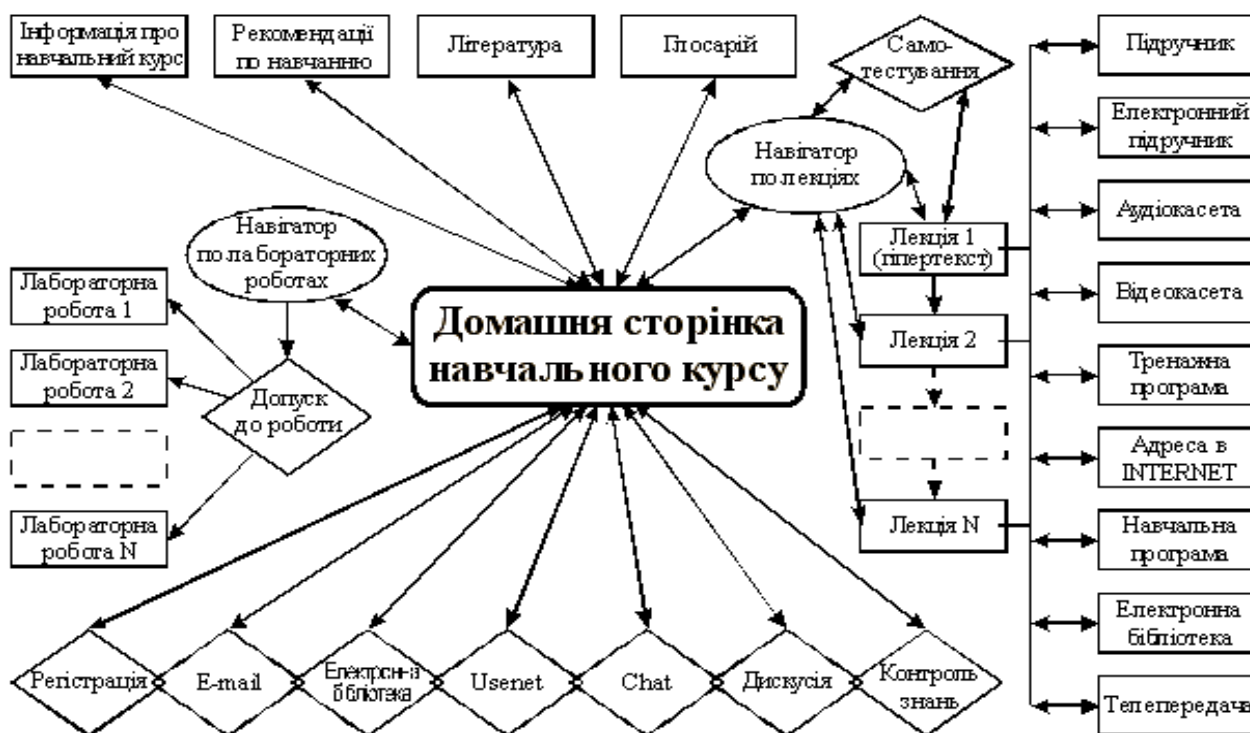 Інформація про
навчальний курс
Рекомендації
по навчанню
Література
Глосарій
Само-
тестування
Підручник
Електронний
підручник
Навігатор
по лекціях
Аудіокасета
Навігатор
по лабораторних
роботах
Лекція 1
(гіпертекст)
Лабораторна
робота 1
Відеокасета
Домашня сторінка
навчального курсу
Лекція 2
Лабораторна
робота 2
Тренажна
програма
Допуск
до роботи
Адреса в
INTERNET
Лабораторна
робота N
Лекція N
Навчальна
програма
Електронна
бібліотека
Регістрація
E-mail
Електронна
бібліотека
Usenet
Chat
Дискусія
Контроль
знань
Телепередача